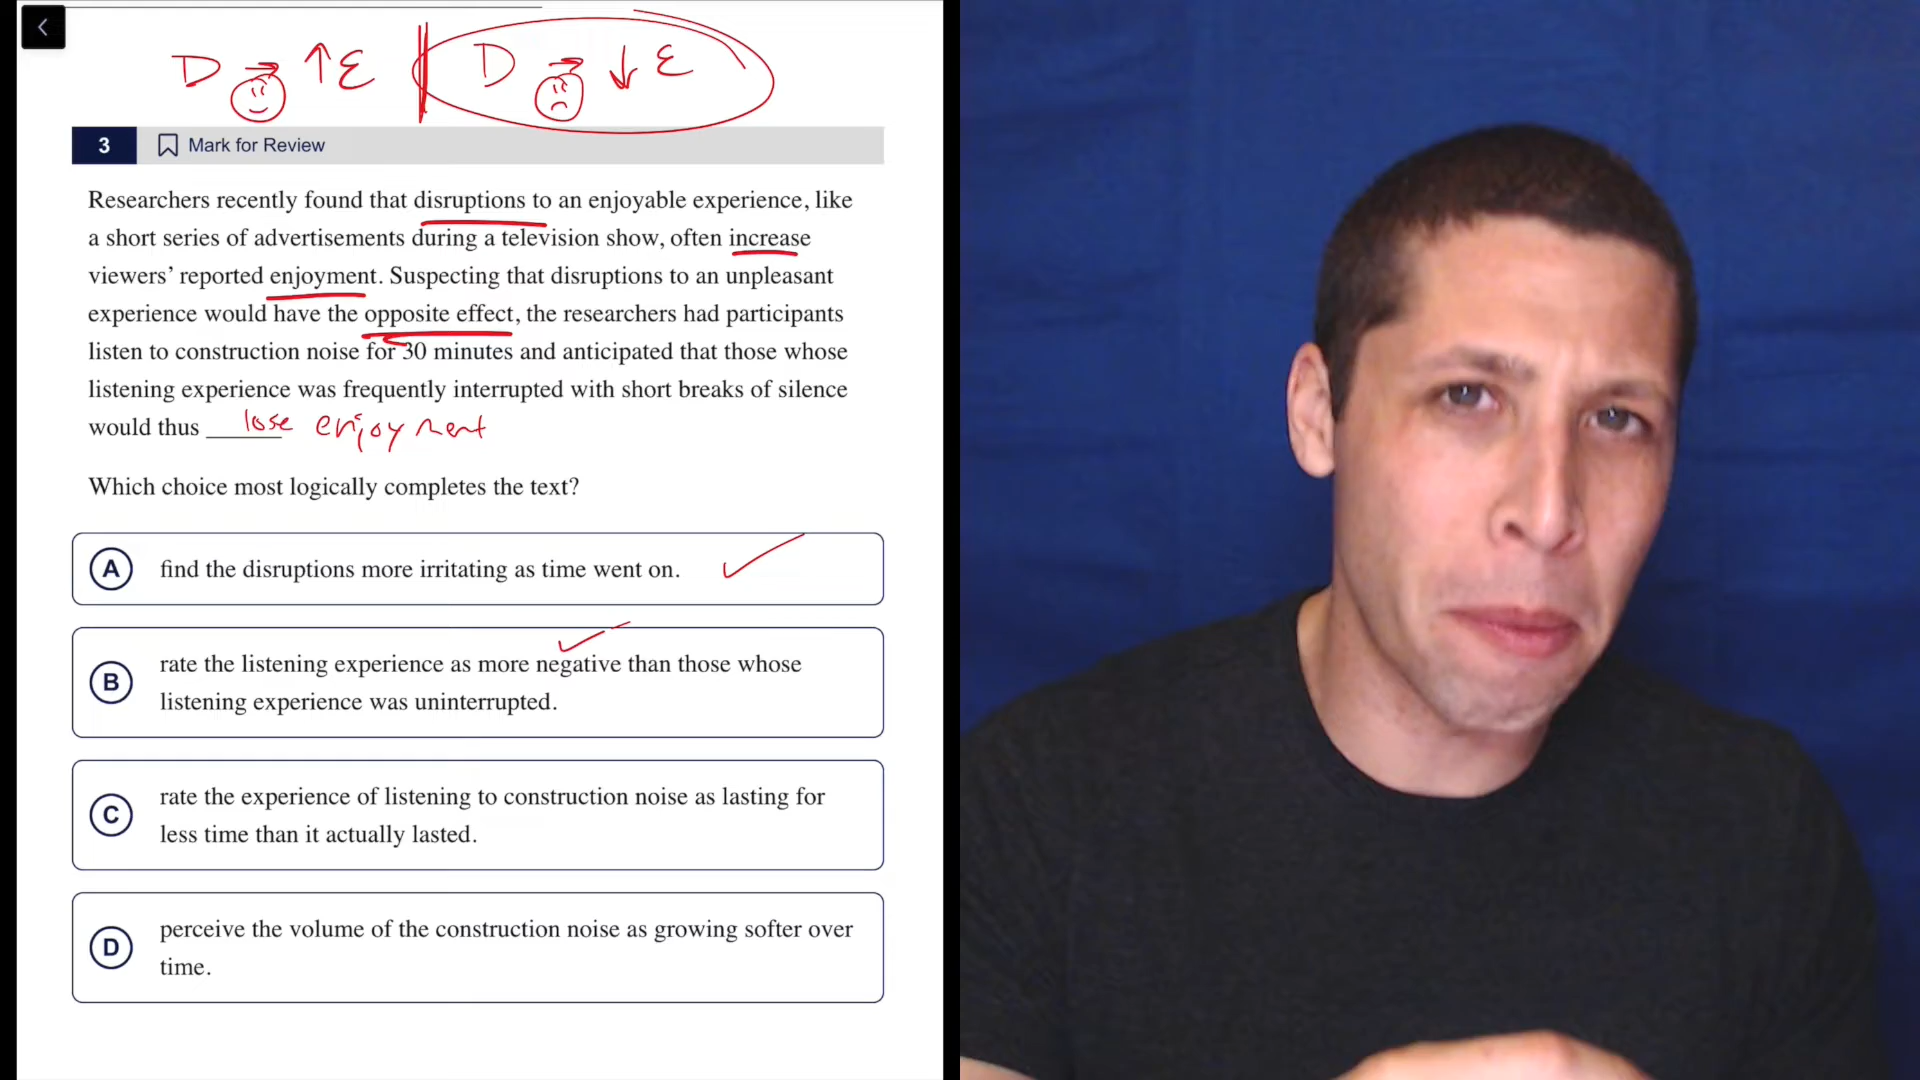 D ↑ E D ↓ E
3 Mark for Review
Researchers recently found that disruptions to an enjoyable experience, like
a short series of advertisements during a television show, often increase
viewers’ reported enjoyment. Suspecting that disruptions to an unpleasant
experience would have the opposite effect, the researchers had participants
listen to construction noise for 30 minutes and anticipated that those whose
listening experience was frequently interrupted with short breaks of silence
would thus ______ lose enjoyment
Which choice most logically completes the text?
A find the disruptions more irritating as time went on.
B rate the listening experience as more negative than those whose
listening experience was uninterrupted.
C rate the experience of listening to construction noise as lasting for
less time than it actually lasted.
D perceive the volume of the construction noise as growing softer over
time.